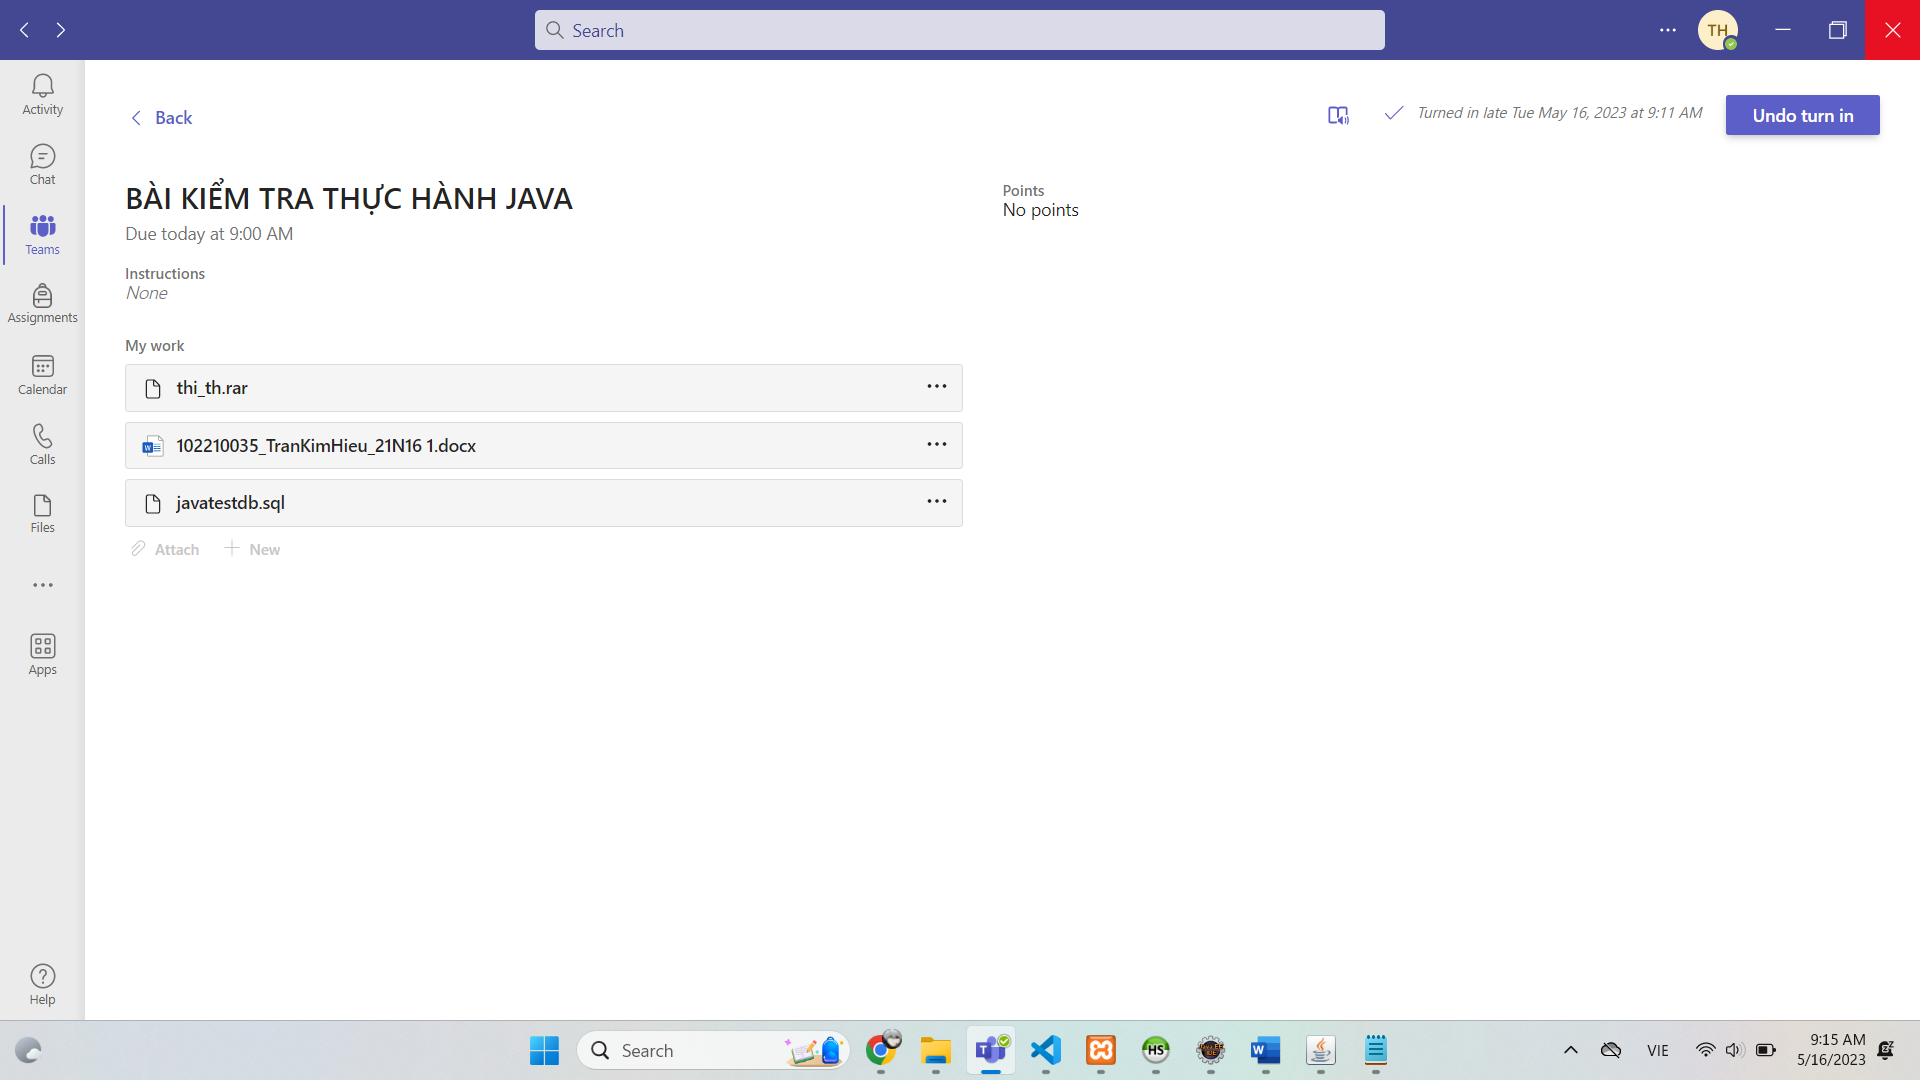 Search
TH
Activity
Chat
Teams
Assignments
Calendar
Calls
Files
Apps
Help
Back
Turned in late Tue May 16, 2023 at 9:11 AM
Undo turn in
BÀI KIỂM TRA THỰC HÀNH JAVA
Due today at 9:00 AM
Points
No points
Instructions
None
My work
thi_th.rar
102210035_TranKimHieu_21N16 1.docx
javatestdb.sql
Attach
New
Search
HS
VIE
9:15 AM
5/16/2023